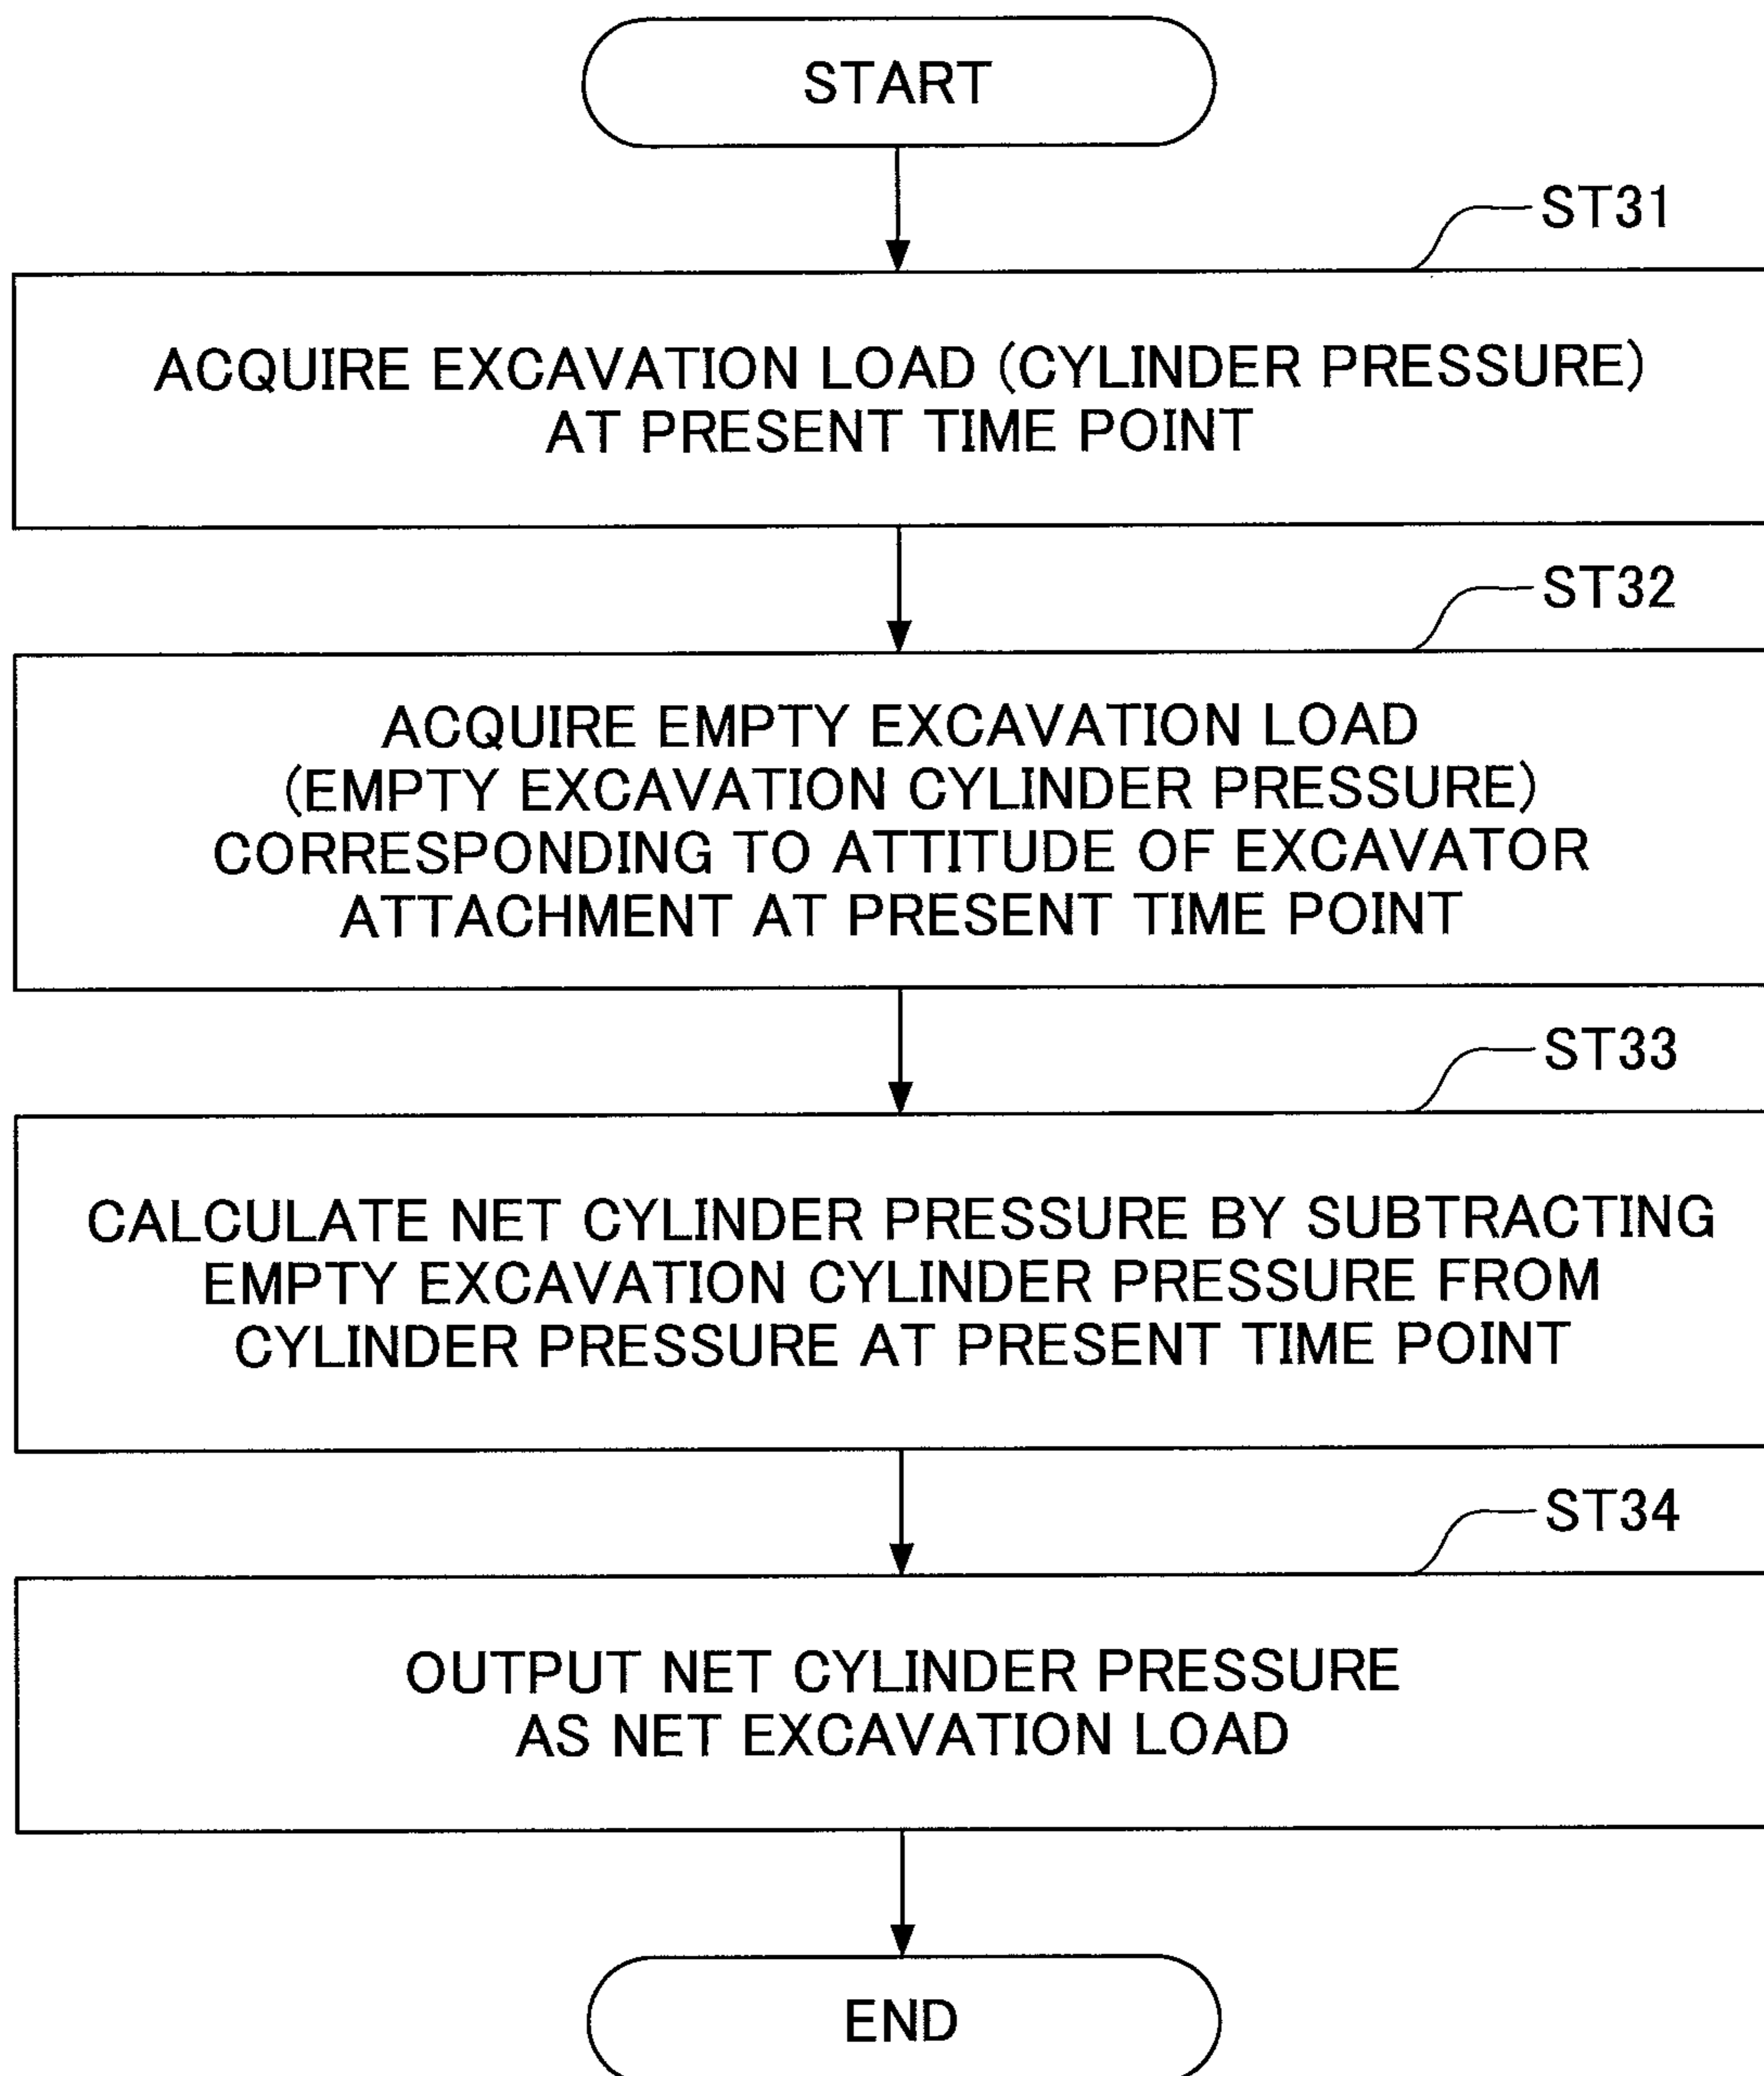 START
ST31
ACQUIRE EXCAVATION LOAD (CYLINDER PRESSURE)
AT PRESENT TIME POINT
ST32
ACQUIRE EMPTY EXCAVATION LOAD
(EMPTY EXCAVATION CYLINDER PRESSURE)
CORRESPONDING TO ATTITUDE OF EXCAVATOR
ATTACHMENT AT PRESENT TIME POINT
ST33
CALCULATE NET CYLINDER PRESSURE BY SUBTRACTING
EMPTY EXCAVATION CYLINDER PRESSURE FROM
CYLINDER PRESSURE AT PRESENT TIME POINT
ST34
OUTPUT NET CYLINDER PRESSURE
AS NET EXCAVATION LOAD
END